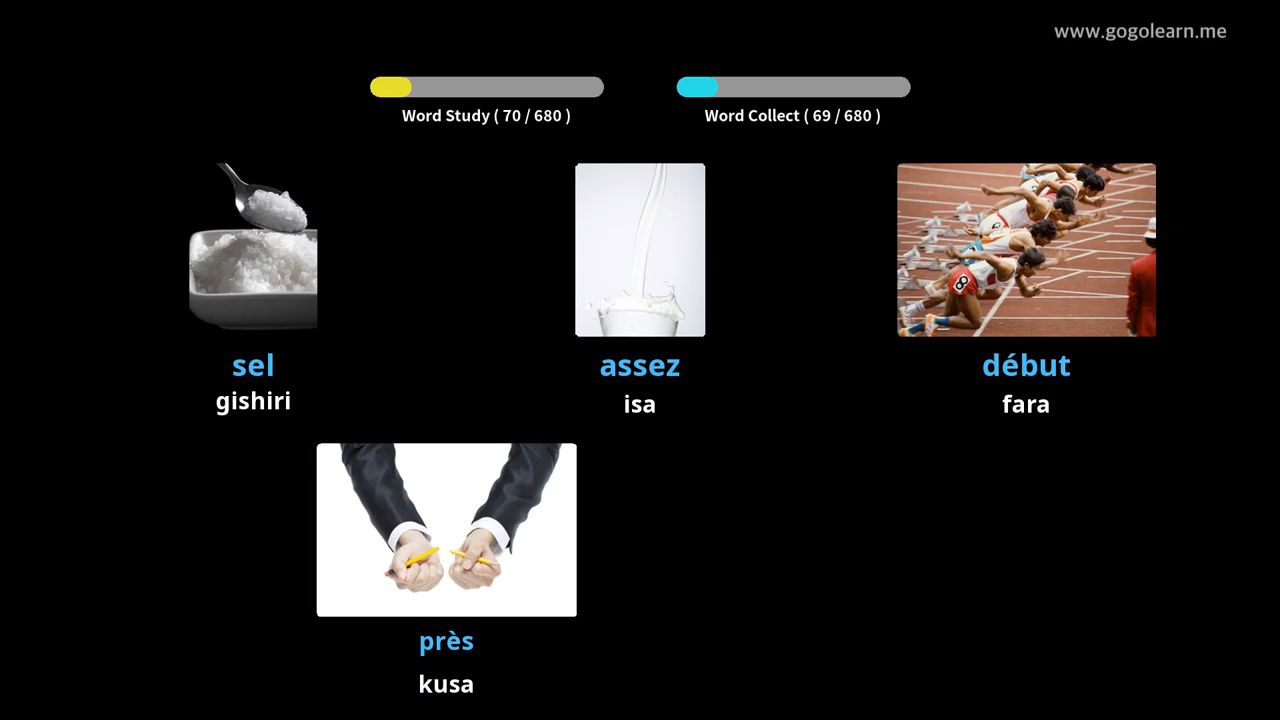 www.gogolearn.me
Word Study ( 70 / 680 )
Word Collect ( 69 / 680 )
sel
gishiri
assez
isa
début
fara
8
près
kusa